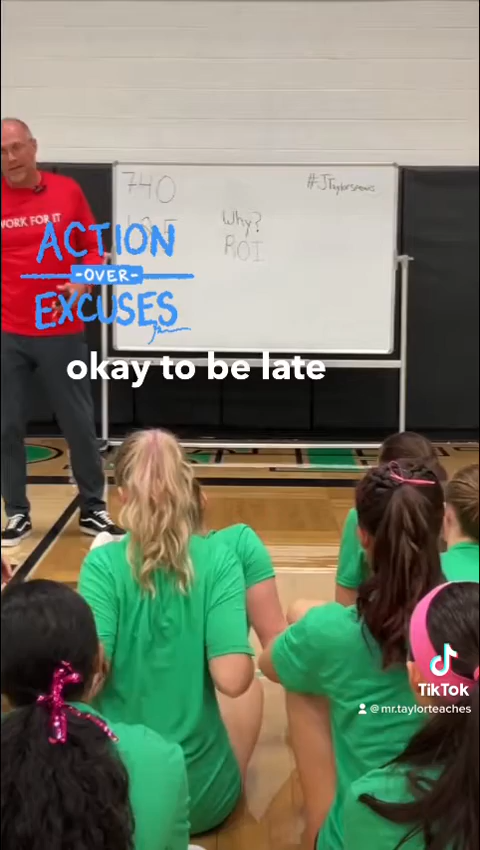 740
#JTaylorsnews
Why?
ROI
WORK FOR IT
ACTION
-OVER-
EXCUSES
okay to be late
TikTok
@mr.taylorteaches